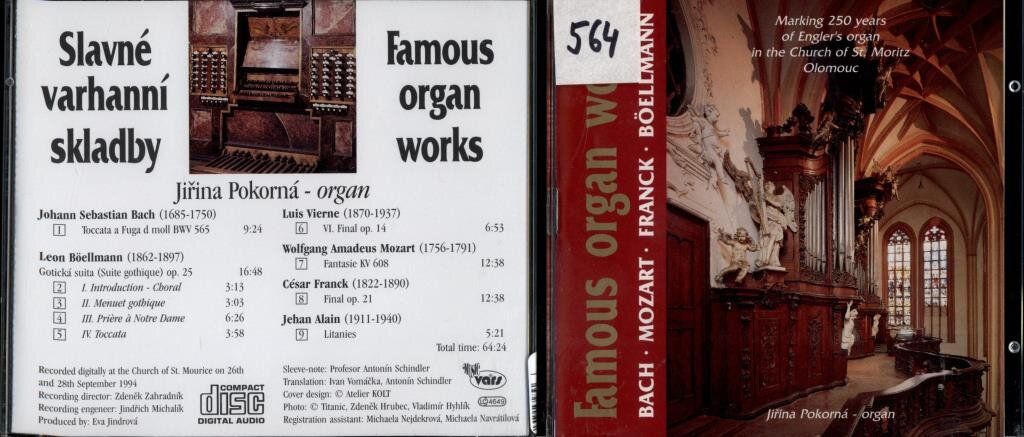 Slavné
varhanní
skladby
Famous
organ
works
Jiřina Pokorná - organ
Johann Sebastian Bach (1685-1750)
1 Toccata a Fuga d moll BWV 565 9:24
Leon Böellmann (1862-1897)
Gotická suita (Suite gothique) op. 25 16:48
2 I. Introduction - Choral 3:13
3 II. Menuet gothique 3:03
4 III. Prière à Notre Dame 6:26
5 IV. Toccata 3:58
Luis Vierne (1870-1937)
6 VI. Final op. 14 6:53
Wolfgang Amadeus Mozart (1756-1791)
7 Fantasie KV 608 12:38
César Franck (1822-1890)
8 Final op. 21 12:38
Jehan Alain (1911-1940)
9 Litanies 5:21
Total time: 64:24
Recorded digitally at the Church of St. Mourice on 26th
and 28th September 1994
Recording director: Zdeněk Zahradník
Recording engeneer: Jindřich Michalík
Produced by: Eva Jindrová
COMPACT
disc
DIGITAL AUDIO
Sleeve-note: Profesor Antonín Schindler
Translation: Ivan Vomáčka, Antonín Schindler
Cover design: © Atelier KOLT
Photo: © Titanic, Zdeněk Hrubec, Vladimír Hyhlík
Registration assistant: Michaela Nejdekrová, Michaela Navrátilová
MUSIC
vars
LC 4649
564
Famous organ wo
BACH · MOZART · FRANCK · BÖELLMANN
Marking 250 years
of Engler's organ
in the Church of St. Moritz
Olomouc
Jiřina Pokorná - organ